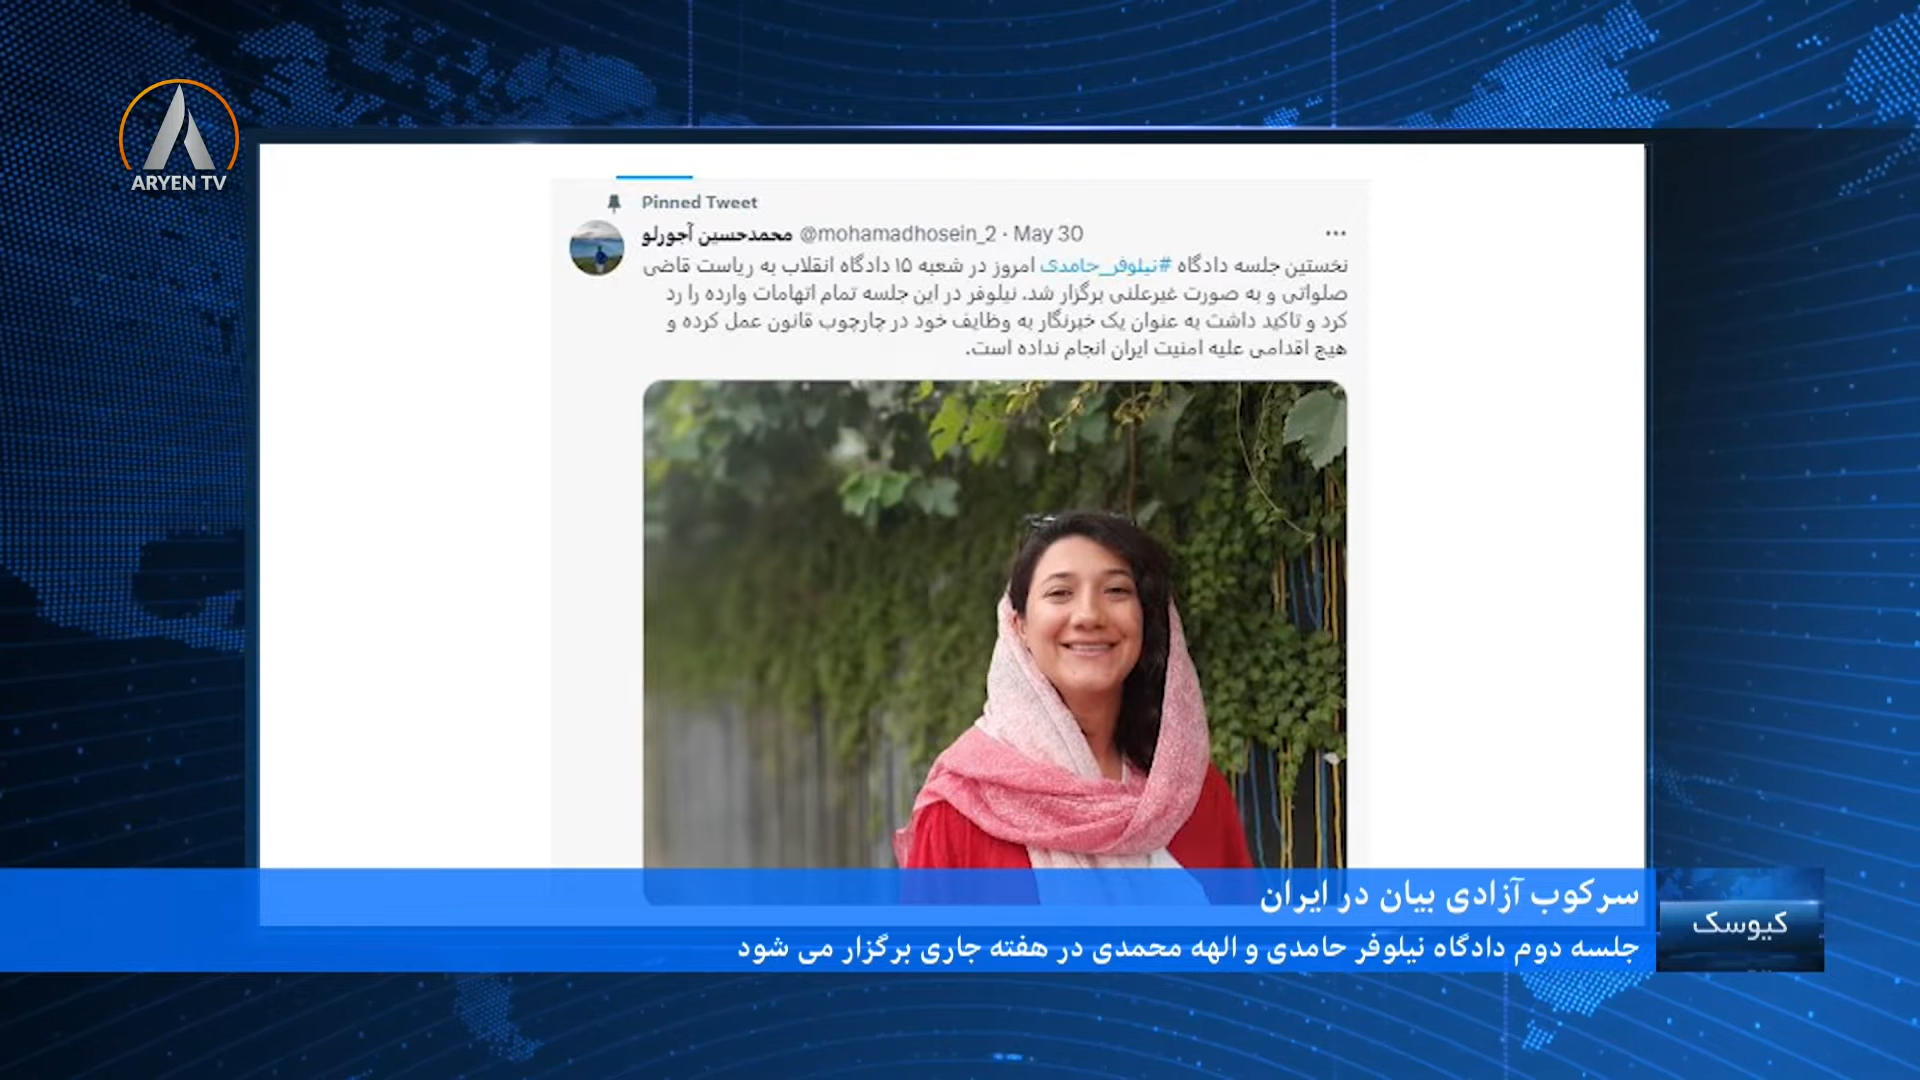 ARYEN TV
Pinned Tweet
محمدحسین آجورلو @mohamadhosein_2 · May 30
نخستین جلسه دادگاه #نیلوفر_حامدی امروز در شعبه ۱۵ دادگاه انقلاب به ریاست قاضی
صلواتی و به صورت غیرعلنی برگزار شد. نیلوفر در این جلسه تمام اتهامات وارده را رد
کرد و تاکید داشت به عنوان یک خبرنگار به وظایف خود در چارچوب قانون عمل کرده و
هیچ اقدامی علیه امنیت ایران انجام نداده است.
سرکوب آزادی بیان در ایران
کیوسک
جلسه دوم دادگاه نیلوفر حامدی و الهه محمدی در هفته جاری برگزار می شود